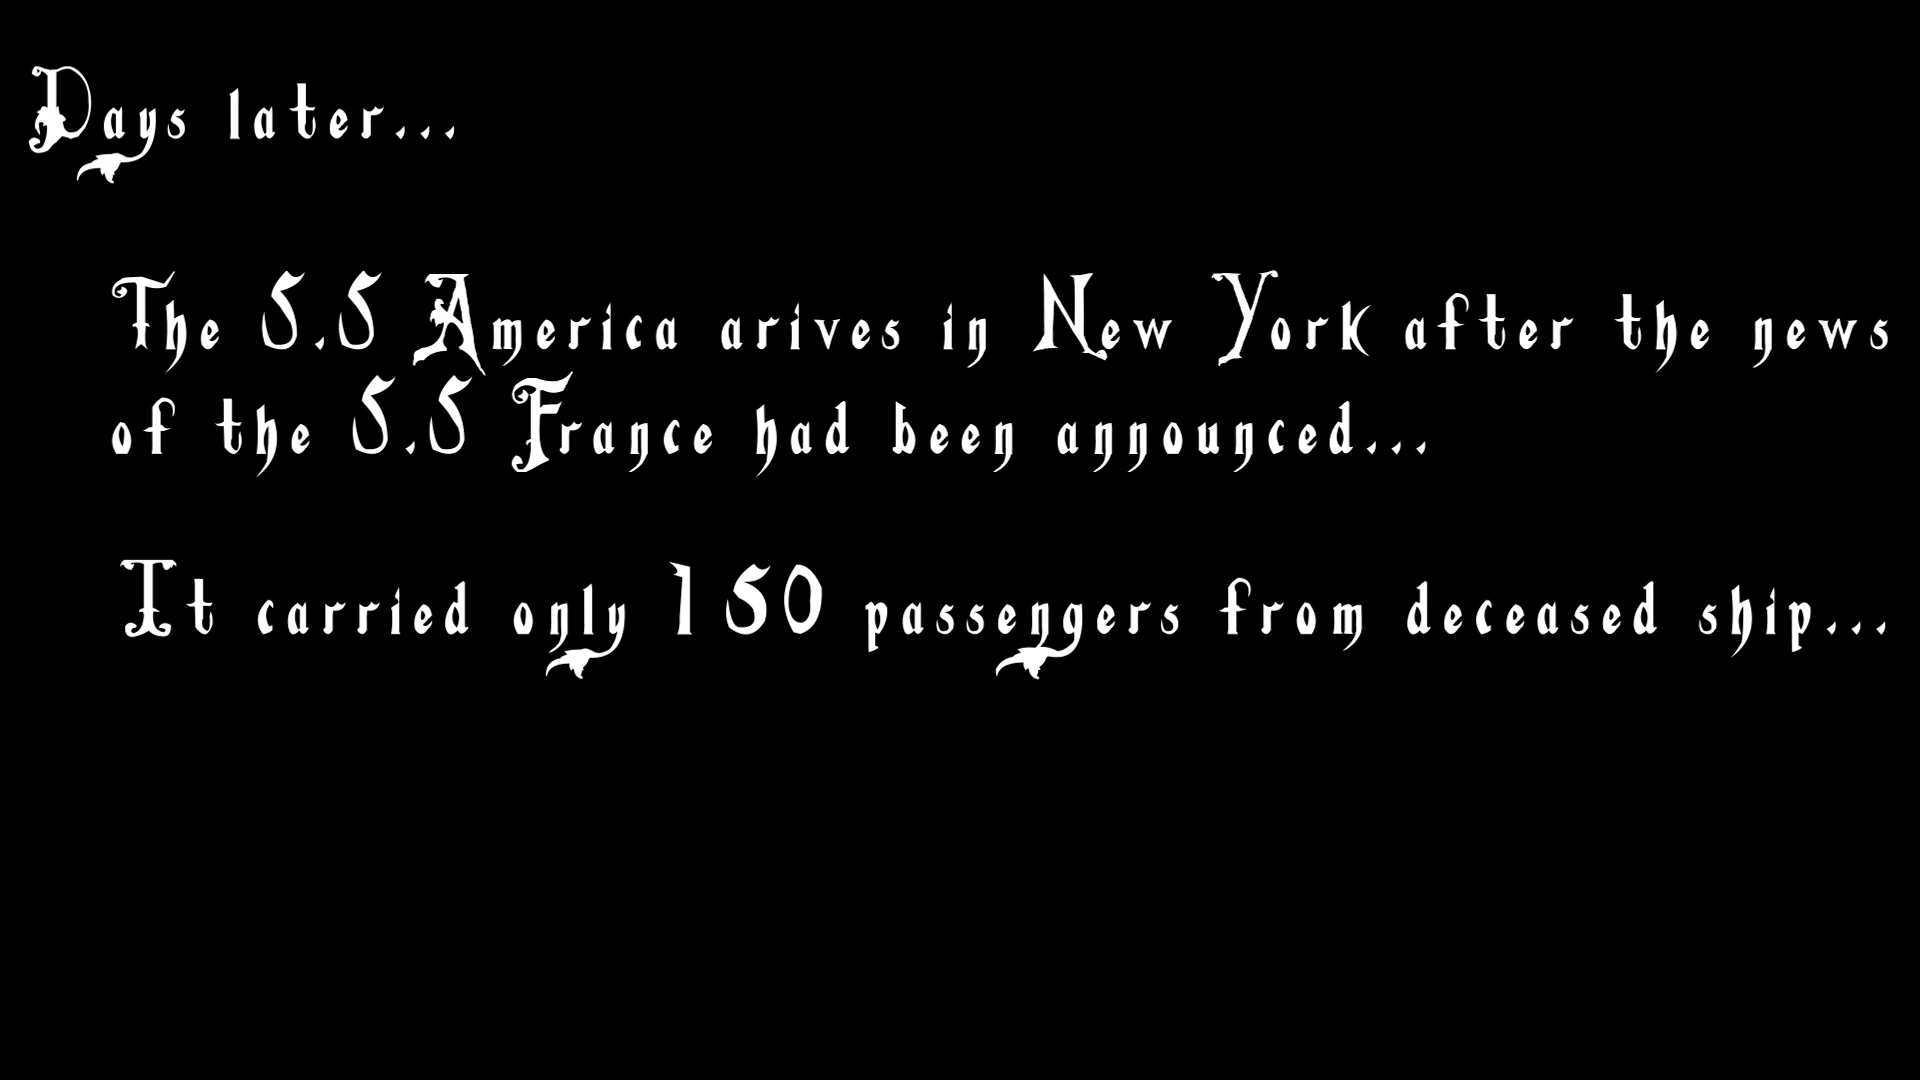 Days later...
The S.S America arives in New York after the news
of the S.S France had been announced...
It carried only 150 passengers from deceased ship...